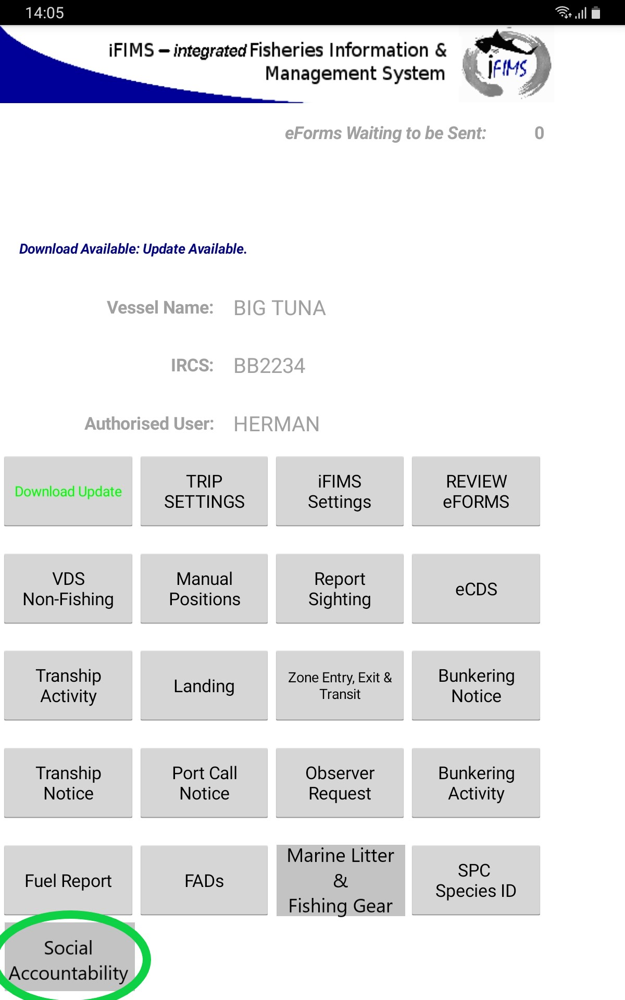 14:05
iFIMS – integrated Fisheries Information &
Management System
iFIMS
eForms Waiting to be Sent: 0
Download Available: Update Available.
Vessel Name: BIG TUNA
IRCS: BB2234
Authorised User: HERMAN
Download Update
TRIP
SETTINGS
iFIMS
Settings
REVIEW
eFORMS
VDS
Non-Fishing
Manual
Positions
Report
Sighting
eCDS
Tranship
Activity
Landing
Zone Entry, Exit &
Transit
Bunkering
Notice
Tranship
Notice
Port Call
Notice
Observer
Request
Bunkering
Activity
Fuel Report
FADs
Marine Litter
&
Fishing Gear
SPC
Species ID
Social
Accountability